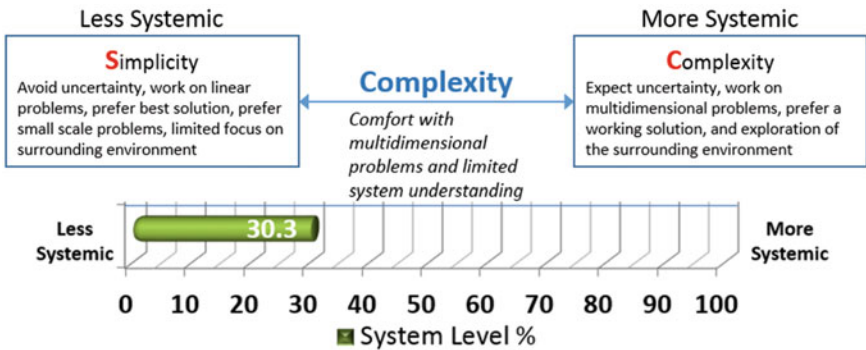 Less Systemic
More Systemic
Simplicity
Avoid uncertainty, work on linear
problems, prefer best solution, prefer
small scale problems, limited focus on
surrounding environment
Complexity
Comfort with
multidimensional
problems and limited
system understanding
Complexity
Expect uncertainty, work on
multidimensional problems, prefer a
working solution, and exploration of
the surrounding environment
Less
Systemic
30.3
More
Systemic
0 10 20 30 40 50 60 70 80 90 100
System Level %